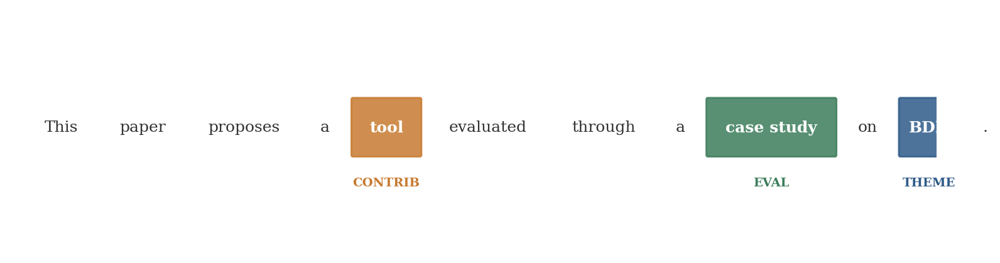 This paper proposes a tool evaluated through a case study on .
CONTRIB EVAL THEME